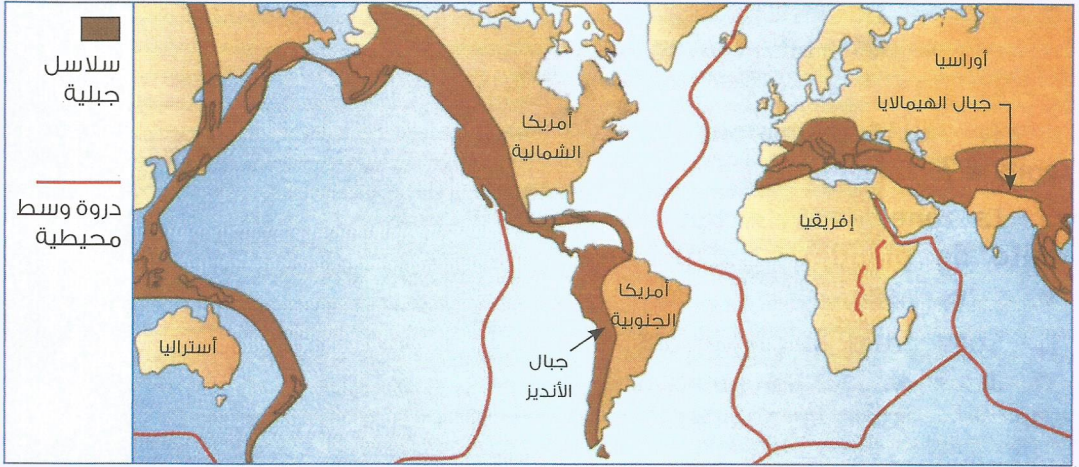 سلاسل
جبلية
دروة وسط
محيطية
أوراسيا
جبال الهيمالايا
أمريكا
الشمالية
إفريقيا
أمريكا
الجنوبية
جبال
الأنديز
أستراليا